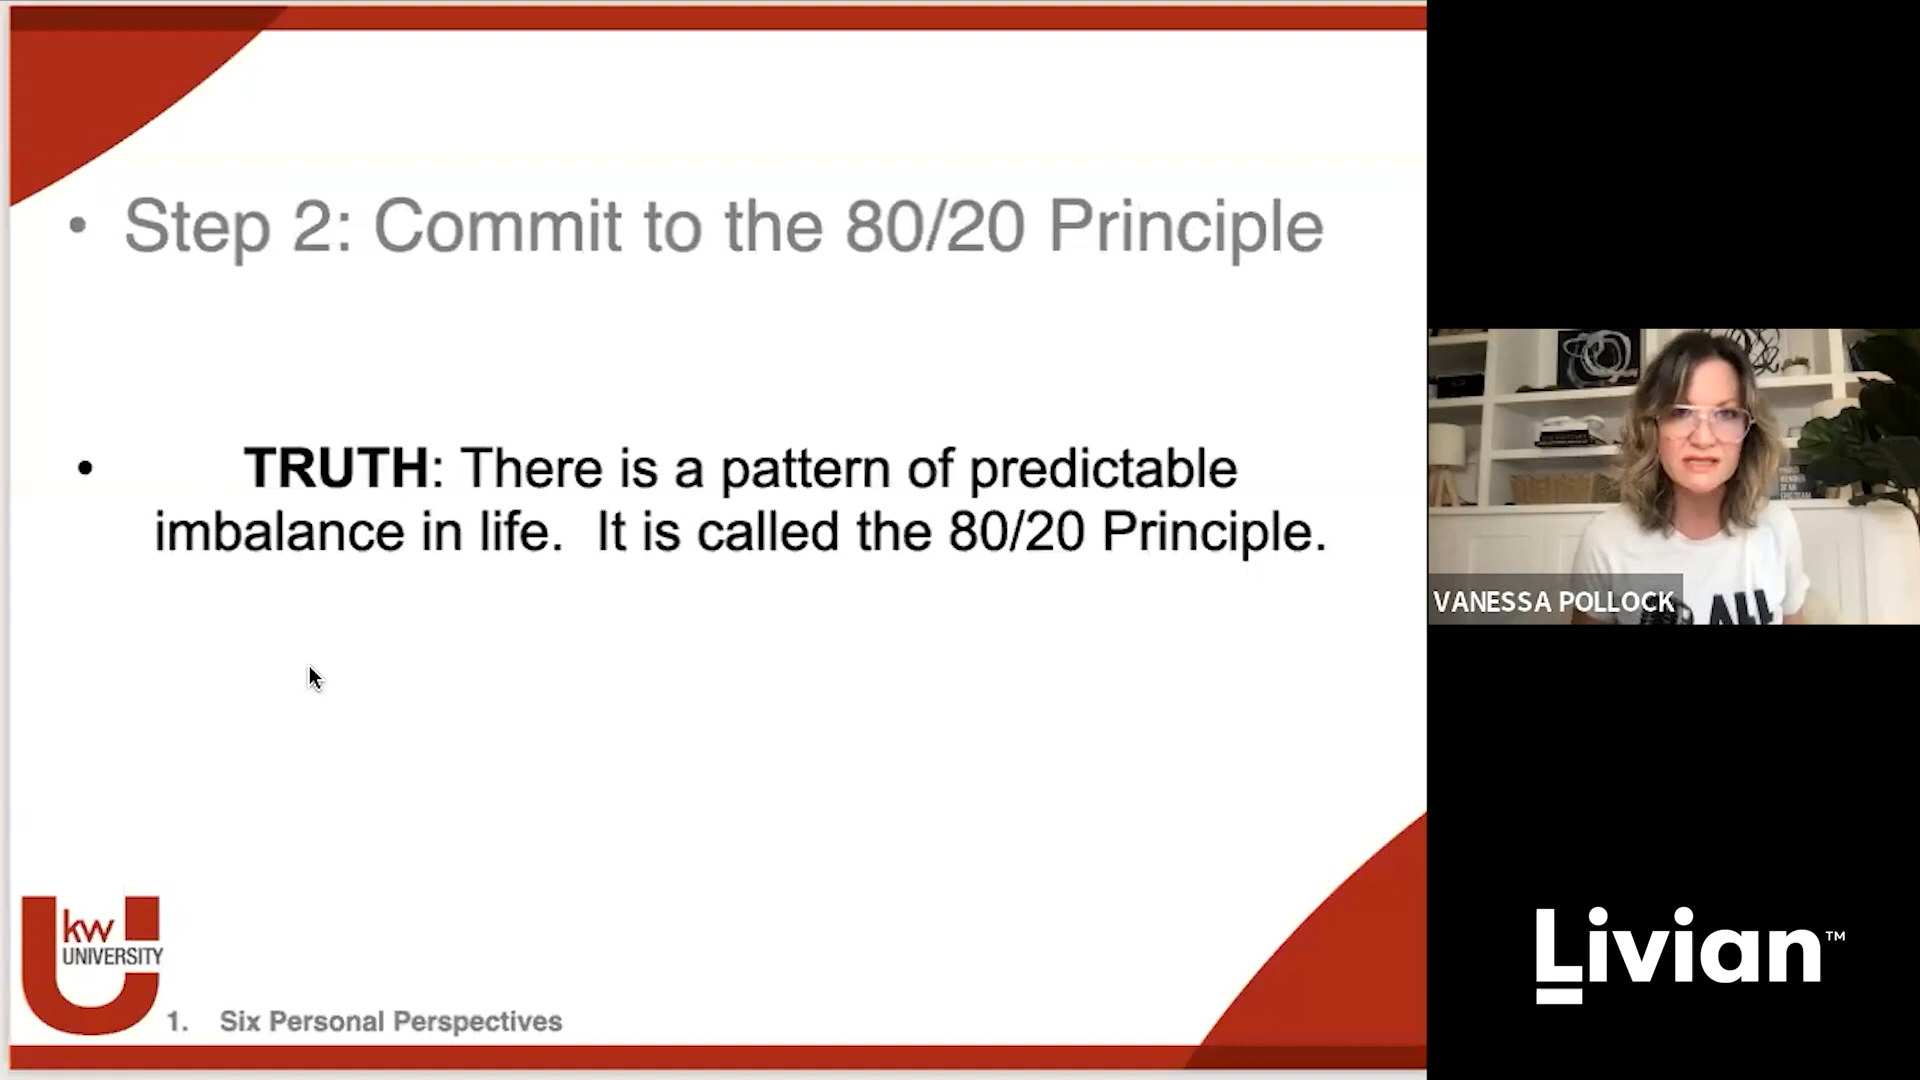 • Step 2: Commit to the 80/20 Principle
• TRUTH: There is a pattern of predictable
imbalance in life. It is called the 80/20 Principle.
kw
UNIVERSITY
1. Six Personal Perspectives
VANESSA POLLOCK
Livian™